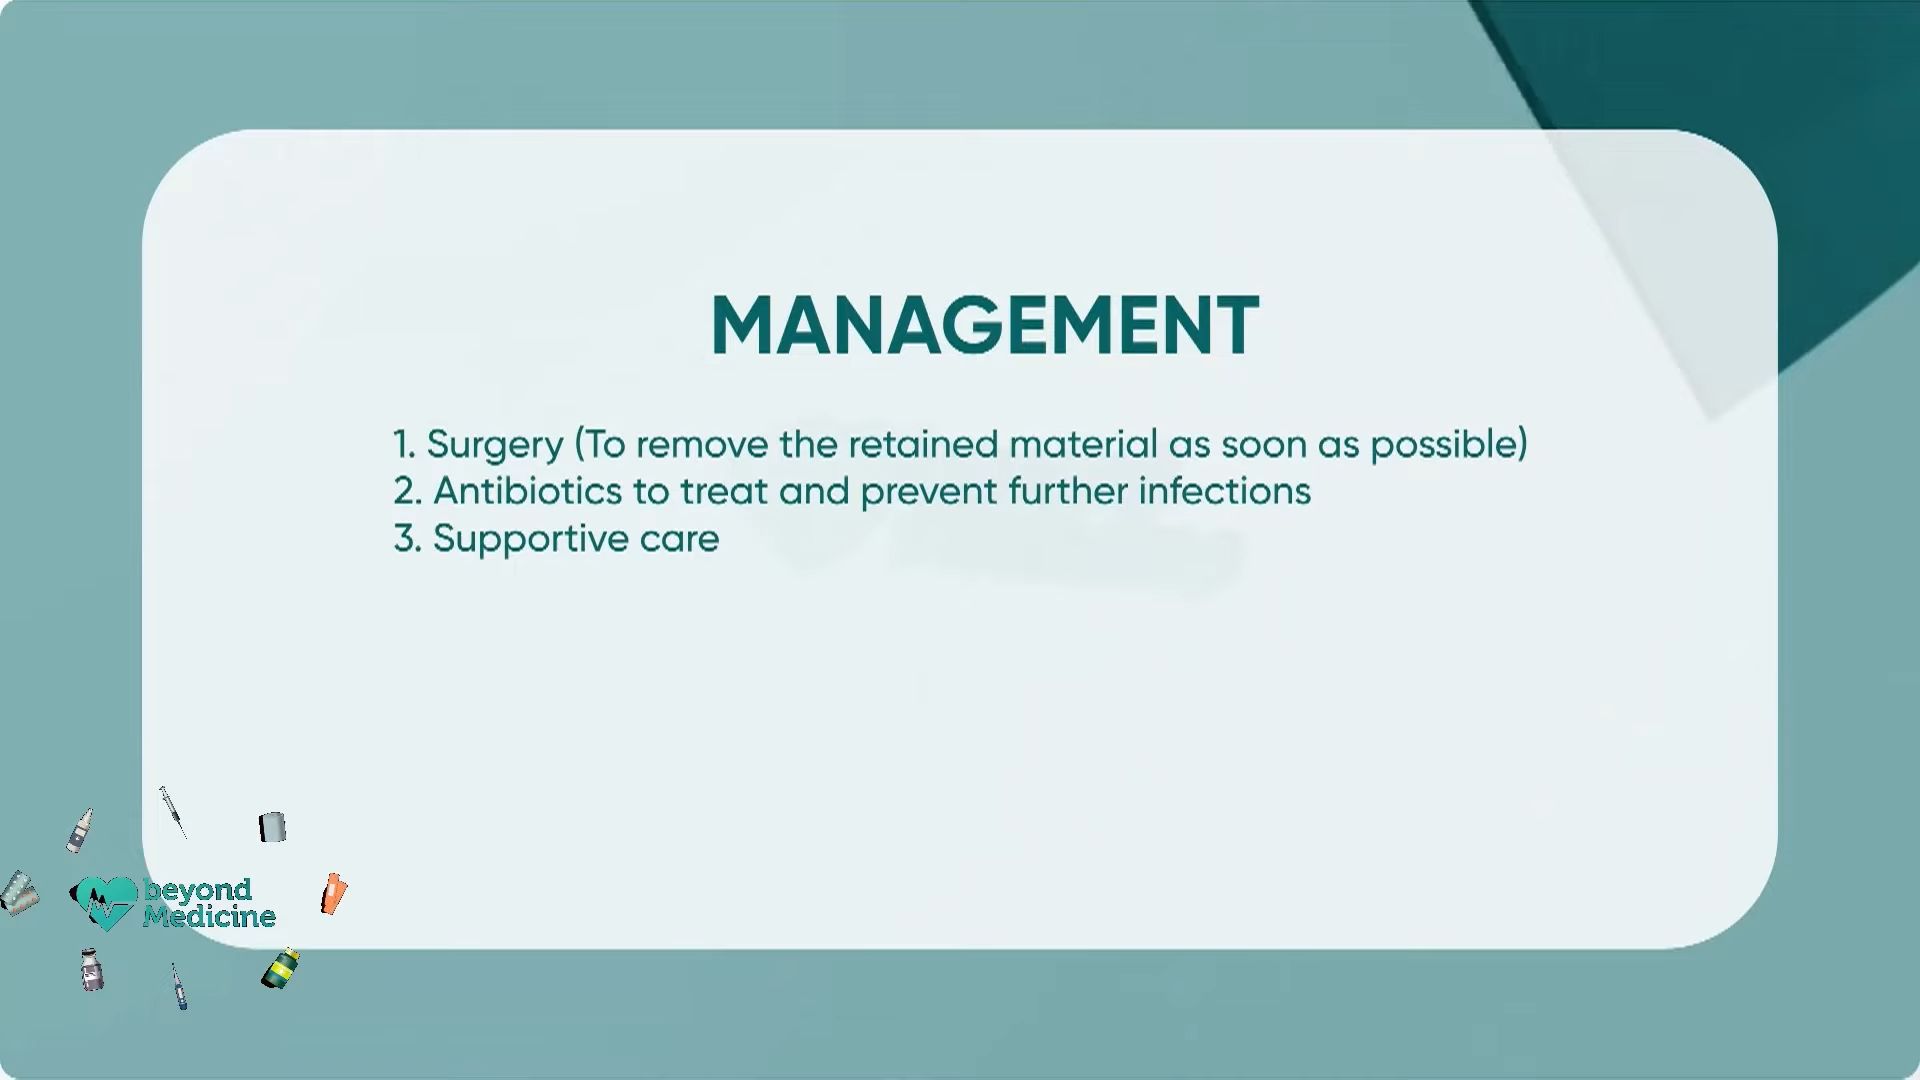 MANAGEMENT
1. Surgery (To remove the retained material as soon as possible)
2. Antibiotics to treat and prevent further infections
3. Supportive care
beyond
Medicine